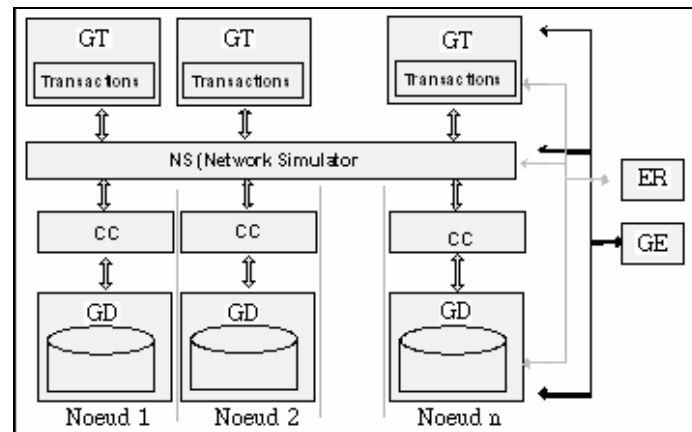 GT GT GT
Transactions Transactions Transactions
NS (Network Simulator
ER
CC CC CC
GE
GD GD GD
Noeud 1 Noeud 2 Noeud n